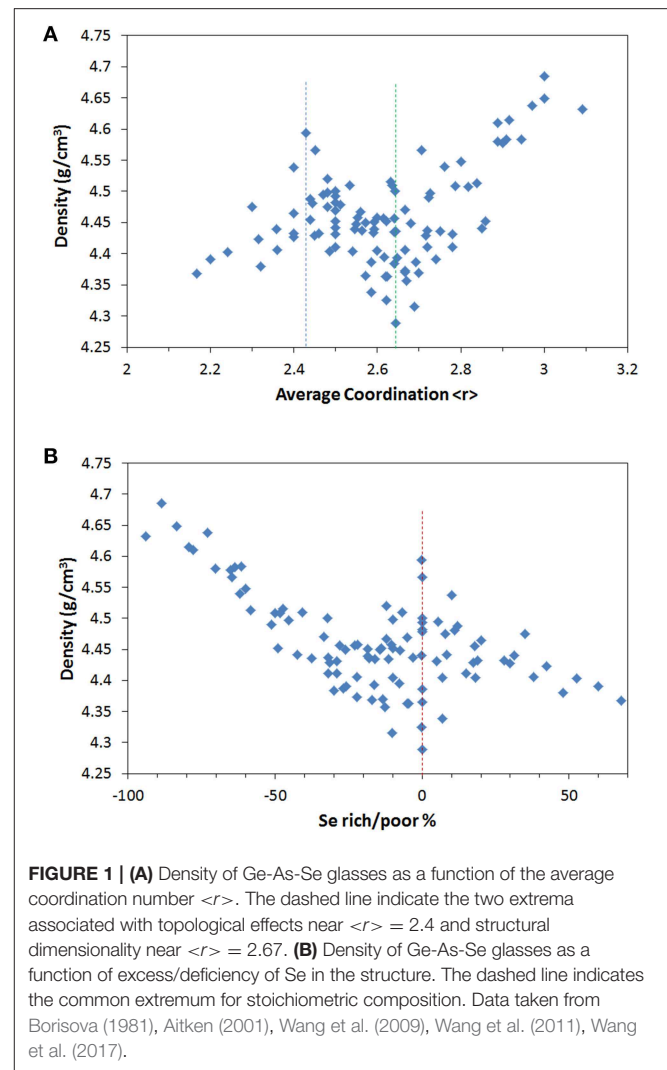 A
4.75
4.7
4.65
4.6
4.55
4.5
4.45
4.4
4.35
4.3
4.25
Density (g/cm³)
2 2.2 2.4 2.6 2.8 3 3.2
Average Coordination <r>
B
4.75
4.7
4.65
4.6
4.55
4.5
4.45
4.4
4.35
4.3
4.25
Density (g/cm³)
-100 -50 0 50
Se rich/poor %
FIGURE 1 | (A) Density of Ge-As-Se glasses as a function of the average
coordination number <r>. The dashed line indicate the two extrema
associated with topological effects near <r> = 2.4 and structural
dimensionality near <r> = 2.67. (B) Density of Ge-As-Se glasses as a
function of excess/deficiency of Se in the structure. The dashed line indicates
the common extremum for stoichiometric composition. Data taken from
Borisova (1981), Aitken (2001), Wang et al. (2009), Wang et al. (2011), Wang
et al. (2017).